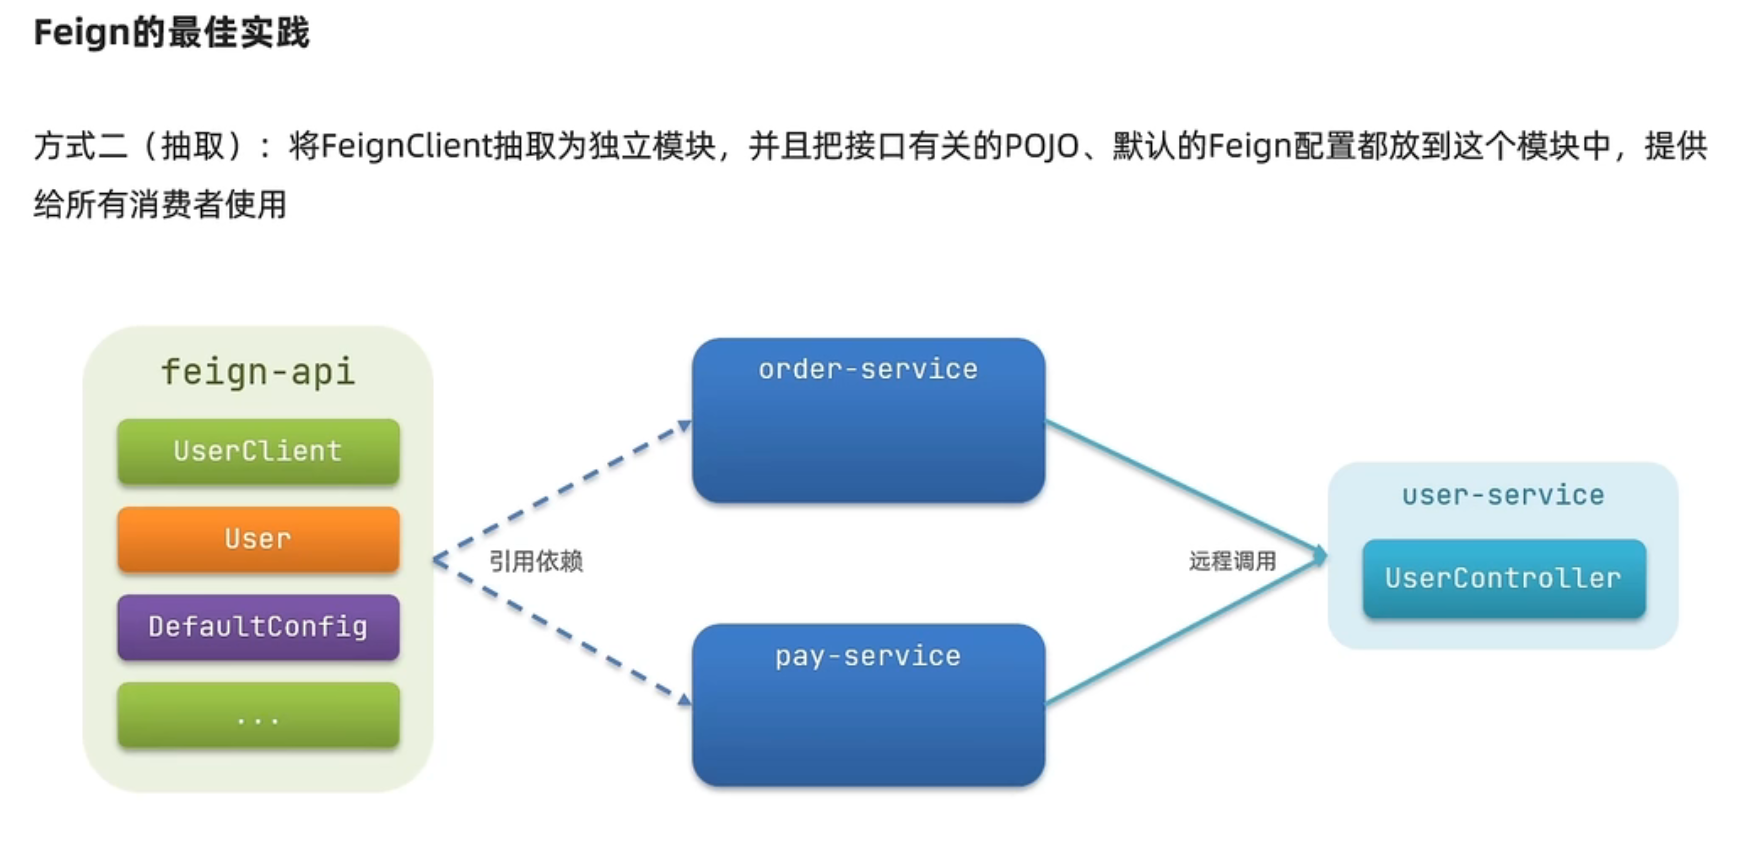 Feign的最佳实践
方式二（抽取）：将FeignClient抽取为独立模块，并且把接口有关的POJO、默认的Feign配置都放到这个模块中，提供
给所有消费者使用
feign-api
UserClient
User
DefaultConfig
...
引用依赖
order-service
pay-service
远程调用
user-service
UserController